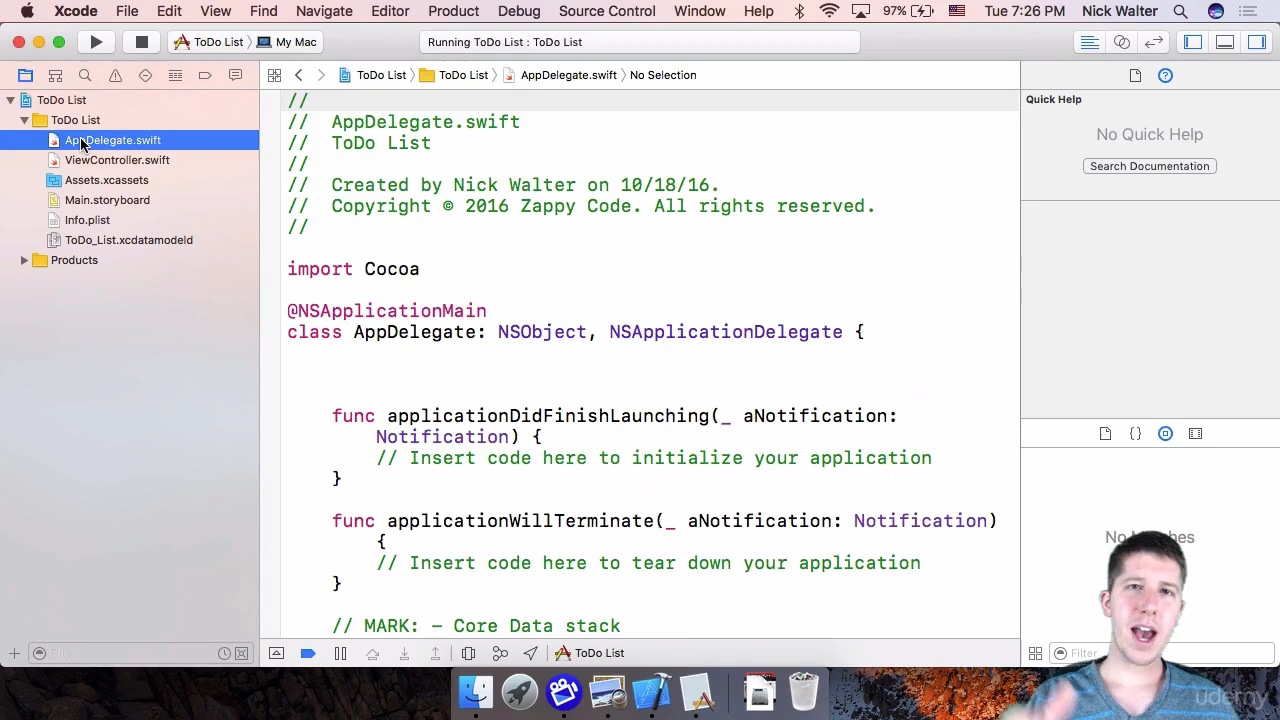 Xcode File Edit View Find Navigate Editor Product Debug Source Control Window Help 97% Tue 7:26 PM Nick Walter
ToDo List My Mac Running ToDo List : ToDo List
ToDo List ToDo List AppDelegate.swift No Selection
ToDo List
ToDo List
AppDelegate.swift
ViewController.swift
Assets.xcassets
Main.storyboard
Info.plist
ToDo_List.xcdatamodeld
Products
//
// AppDelegate.swift
// ToDo List
//
// Created by Nick Walter on 10/18/16.
// Copyright © 2016 Zappy Code. All rights reserved.
//
import Cocoa
@NSApplicationMain
class AppDelegate: NSObject, NSApplicationDelegate {
func applicationDidFinishLaunching(_ aNotification:
Notification) {
// Insert code here to initialize your application
}
func applicationWillTerminate(_ aNotification: Notification)
{
// Insert code here to tear down your application
}
// MARK: - Core Data stack
Quick Help
No Quick Help
Search Documentation
Filter
ToDo List
Filter
udemy